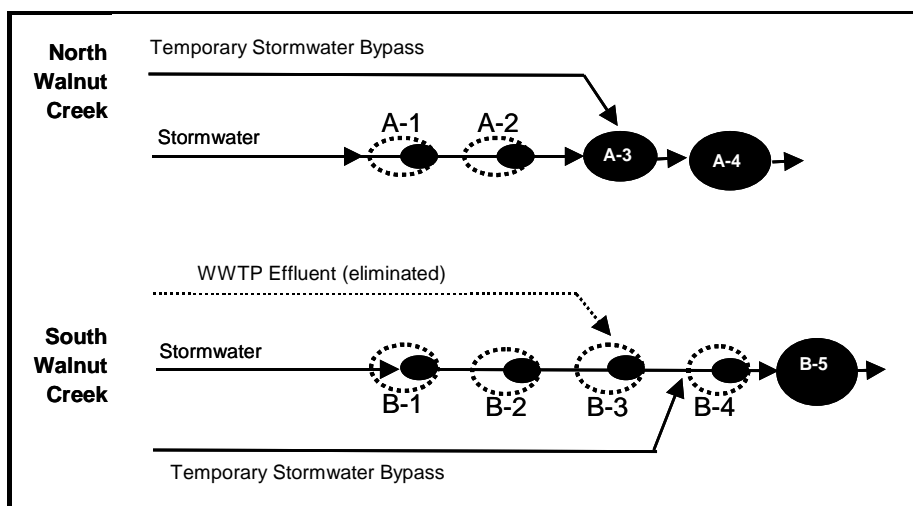 North
Walnut
Creek
Temporary Stormwater Bypass
Stormwater
A-1
A-2
A-3
A-4
WWTP Effluent (eliminated)
South
Walnut
Creek
Stormwater
B-1
B-2
B-3
B-4
B-5
Temporary Stormwater Bypass